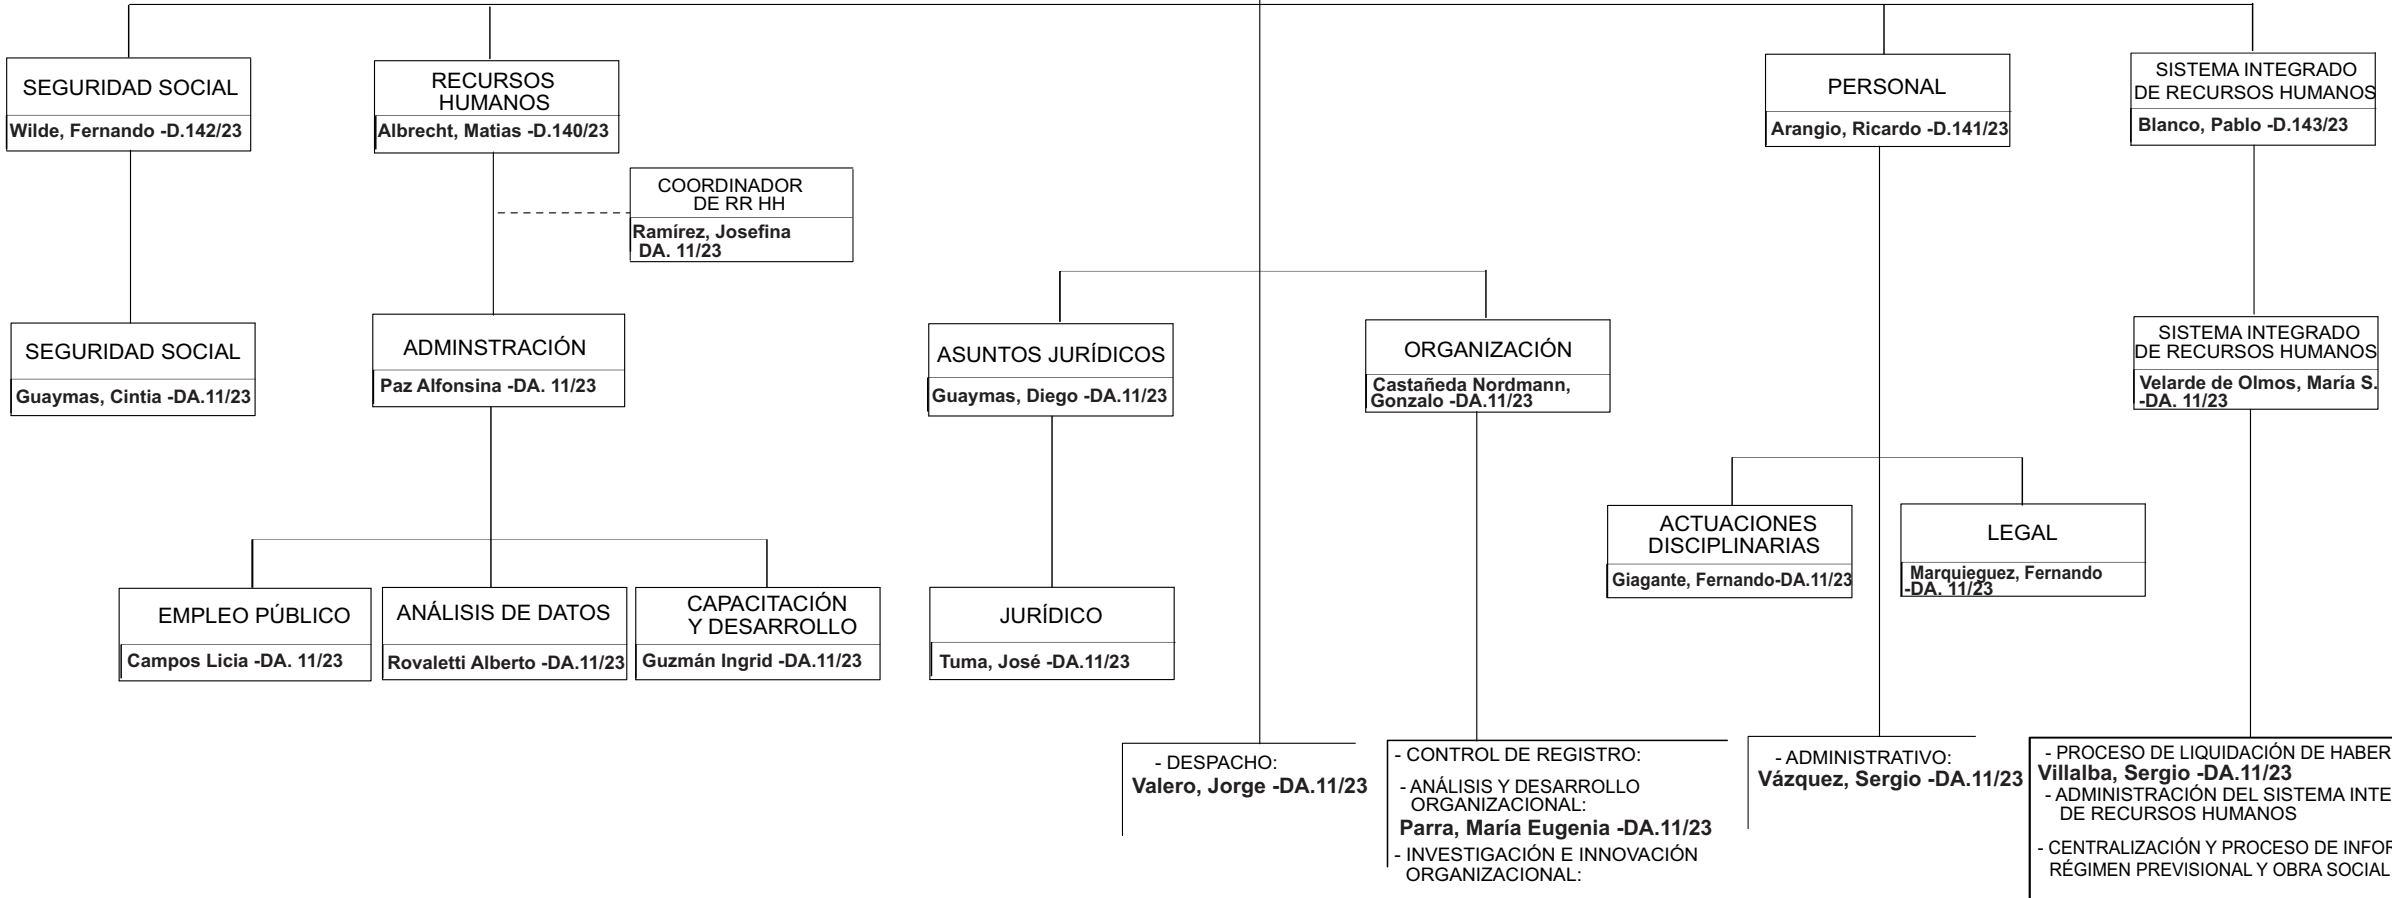 SEGURIDAD SOCIAL
Wilde, Fernando -D.142/23
RECURSOS
HUMANOS
Albrecht, Matias -D.140/23
PERSONAL
Arangio, Ricardo -D.141/23
SISTEMA INTEGRADO
DE RECURSOS HUMANOS
Blanco, Pablo -D.143/23
COORDINADOR
DE RR HH
Ramírez, Josefina
DA. 11/23
SEGURIDAD SOCIAL
Guaymas, Cintia -DA.11/23
ADMINSTRACIÓN
Paz Alfonsina -DA. 11/23
ASUNTOS JURÍDICOS
Guaymas, Diego -DA.11/23
ORGANIZACIÓN
Castañeda Nordmann,
Gonzalo -DA.11/23
SISTEMA INTEGRADO
DE RECURSOS HUMANOS
Velarde de Olmos, María S.
-DA. 11/23
ACTUACIONES
DISCIPLINARIAS
Giagante, Fernando-DA.11/23
LEGAL
Marquieguez, Fernando
-DA. 11/23
EMPLEO PÚBLICO
Campos Licia -DA. 11/23
ANÁLISIS DE DATOS
Rovaletti Alberto -DA.11/23
CAPACITACIÓN
Y DESARROLLO
Guzmán Ingrid -DA.11/23
JURÍDICO
Tuma, José -DA.11/23
- DESPACHO:
Valero, Jorge -DA.11/23
- CONTROL DE REGISTRO:
- ANÁLISIS Y DESARROLLO
ORGANIZACIONAL:
Parra, María Eugenia -DA.11/23
- INVESTIGACIÓN E INNOVACIÓN
ORGANIZACIONAL:
- ADMINISTRATIVO:
Vázquez, Sergio -DA.11/23
- PROCESO DE LIQUIDACIÓN DE HABER
Villalba, Sergio -DA.11/23
- ADMINISTRACIÓN DEL SISTEMA INTE
DE RECURSOS HUMANOS
- CENTRALIZACIÓN Y PROCESO DE INFOR
RÉGIMEN PREVISIONAL Y OBRA SOCIAL